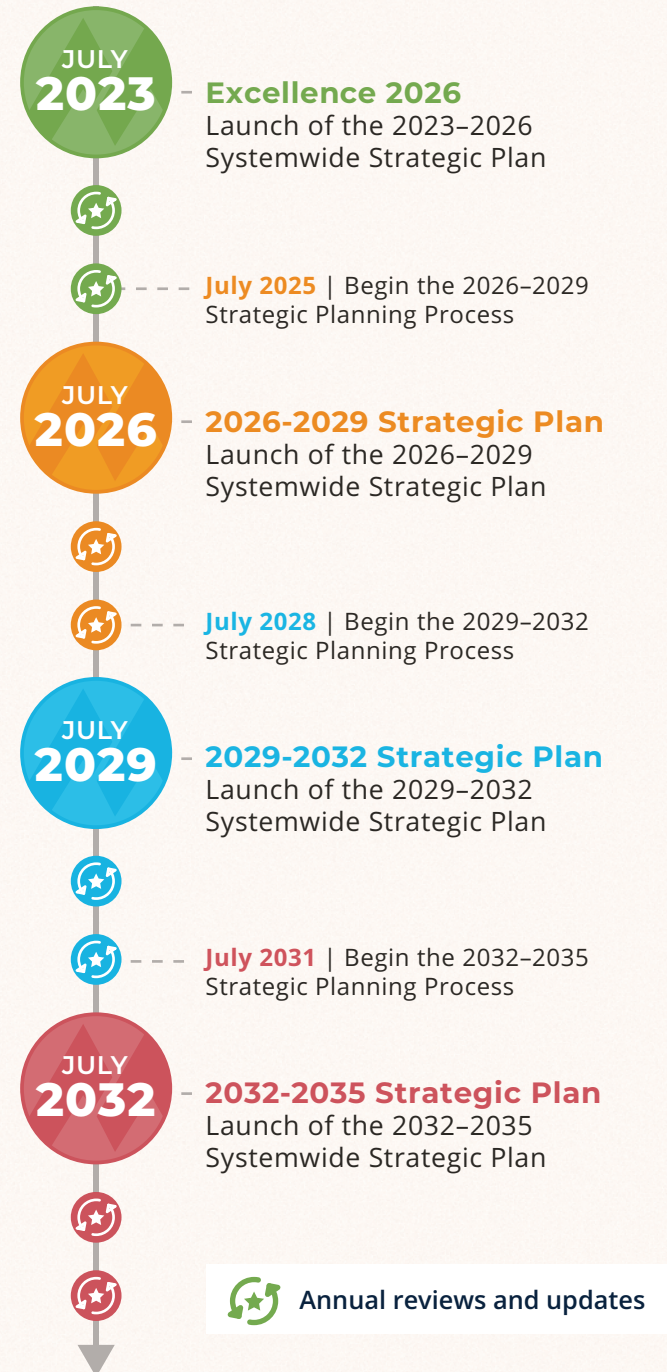 JULY
2023
Excellence 2026
Launch of the 2023–2026
Systemwide Strategic Plan
July 2025 | Begin the 2026–2029
Strategic Planning Process
JULY
2026
2026-2029 Strategic Plan
Launch of the 2026–2029
Systemwide Strategic Plan
July 2028 | Begin the 2029–2032
Strategic Planning Process
JULY
2029
2029-2032 Strategic Plan
Launch of the 2029–2032
Systemwide Strategic Plan
July 2031 | Begin the 2032–2035
Strategic Planning Process
JULY
2032
2032-2035 Strategic Plan
Launch of the 2032–2035
Systemwide Strategic Plan
Annual reviews and updates